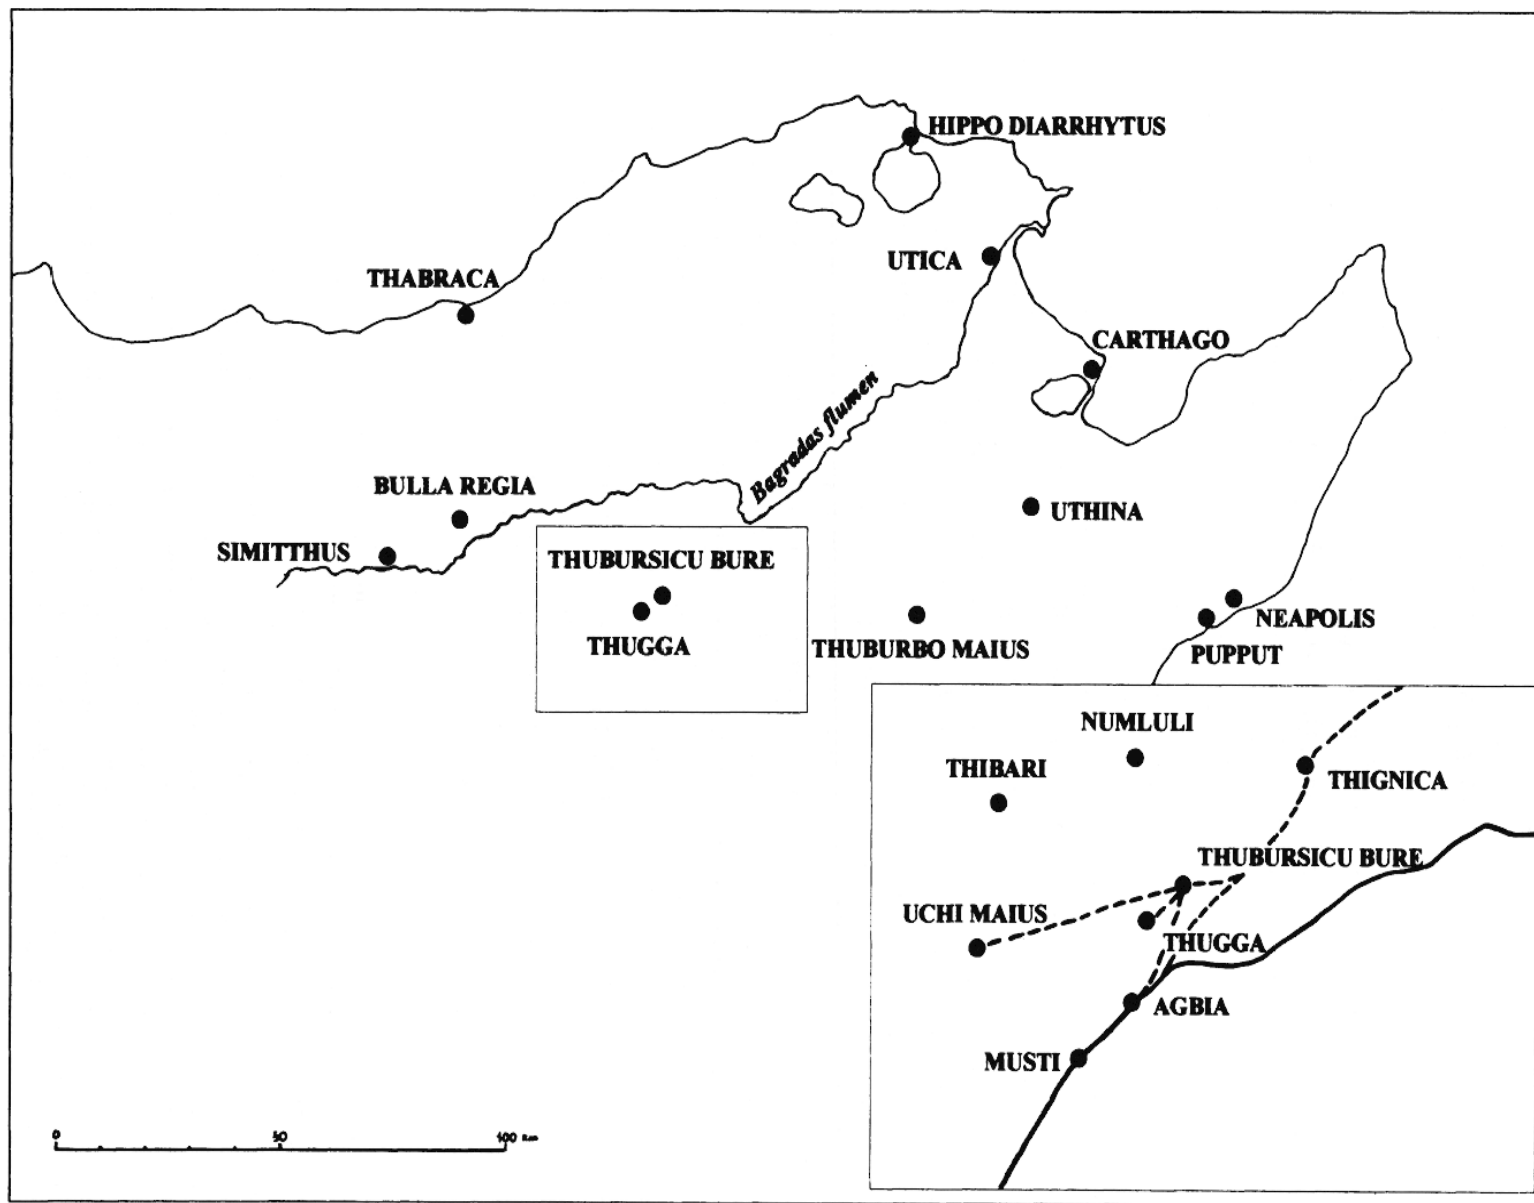 HIPPO DIARRHYTUS
UTICA
THABRACA
CARTHAGO
Bagradas flumen
BULLA REGIA
UTHINA
SIMITTHUS
THUBURSICU BURE
THUGGA
THUBURBO MAIUS
NEAPOLIS
PUPPUT
NUMLULI
THIBARI
THIGNICA
THUBURSICU BURE
UCHI MAIUS
THUGGA
AGBIA
MUSTI
0 50 100 Km